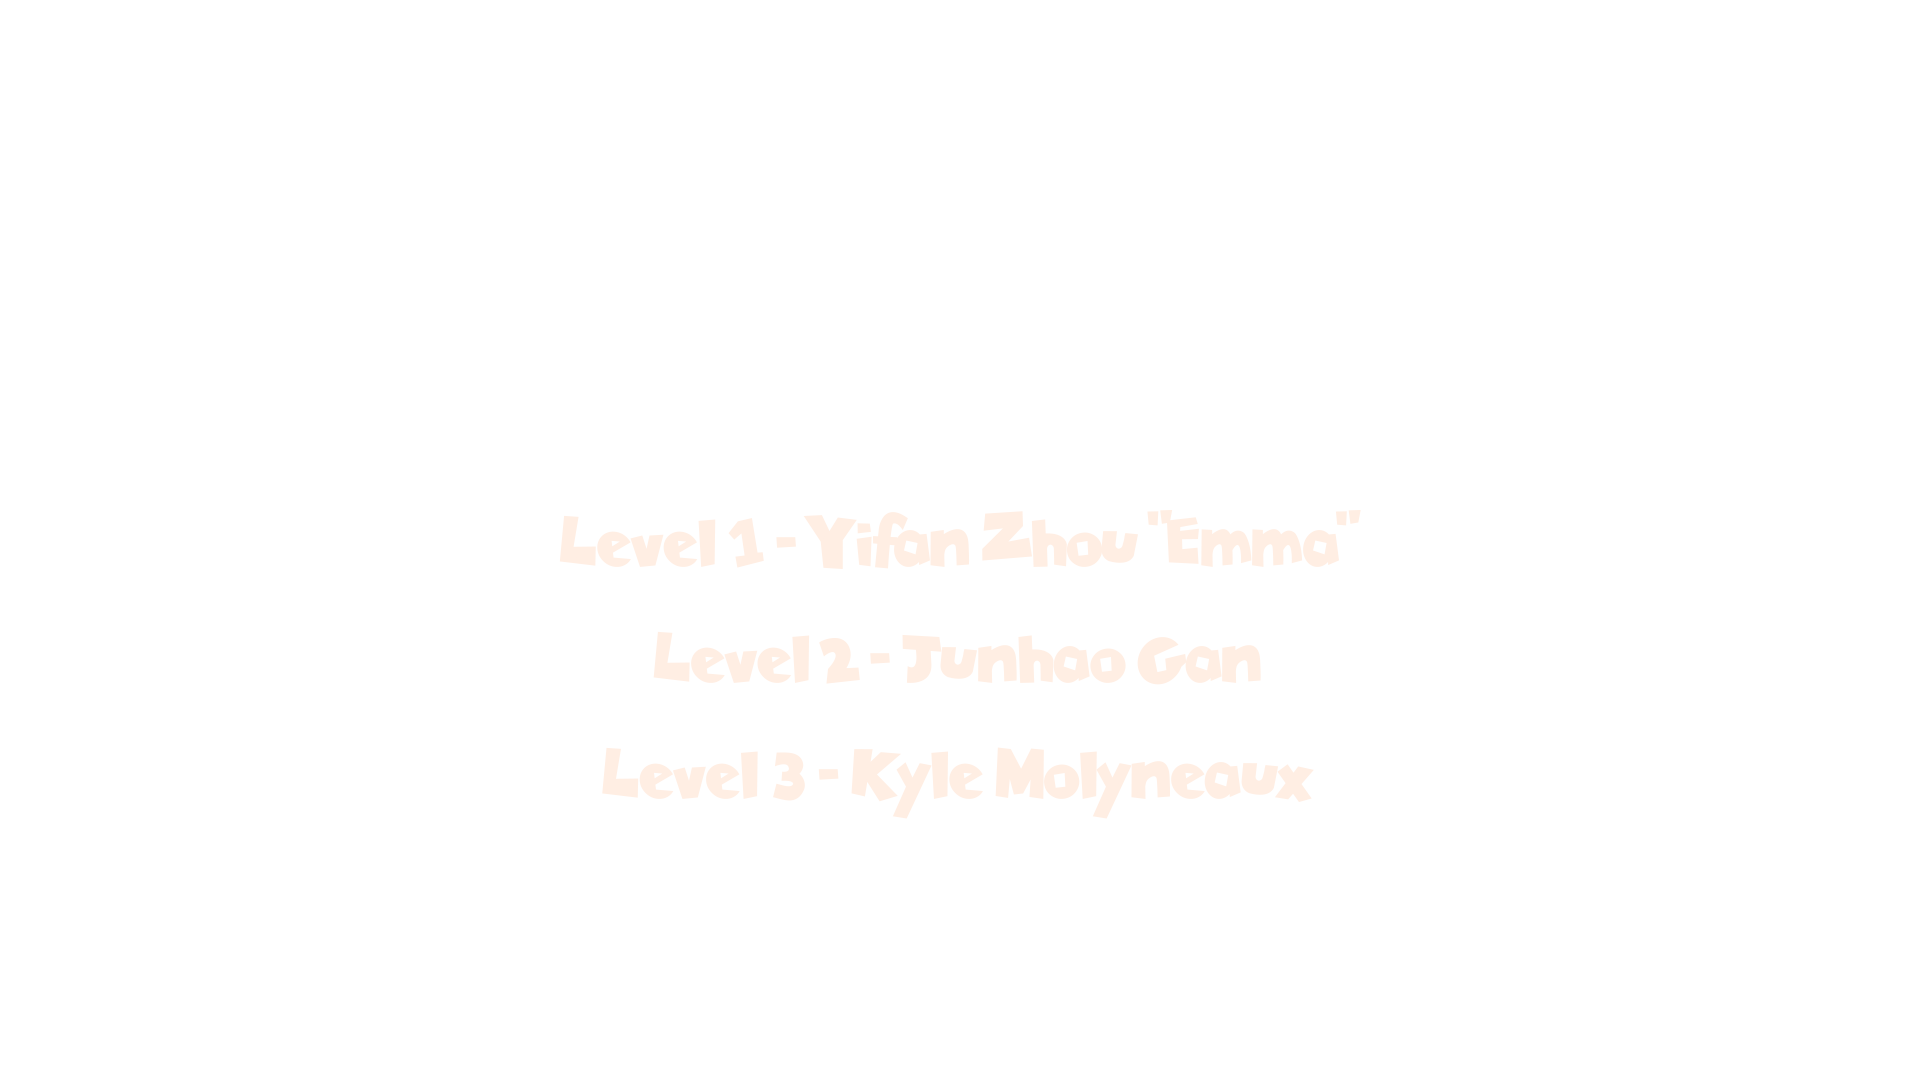 Level 1 - Yifan Zhou "Emma"
Level 2 - Junhao Gan
Level 3 - Kyle Molyneaux